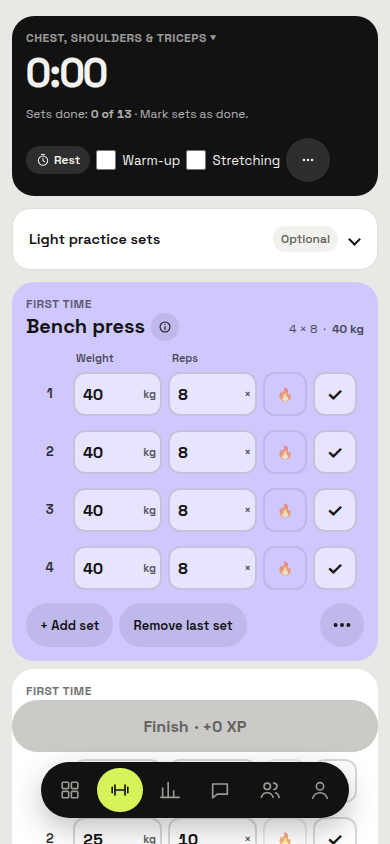 CHEST, SHOULDERS & TRICEPS ▾
0:00
Sets done: 0 of 13 · Mark sets as done.
Rest Warm-up Stretching ...
Light practice sets Optional
FIRST TIME
Bench press 4 × 8 · 40 kg
Weight Reps
1 40 kg 8 ×
2 40 kg 8 ×
3 40 kg 8 ×
4 40 kg 8 ×
+ Add set Remove last set ...
FIRST TIME
Finish · +0 XP
2 25 kg 10 ×